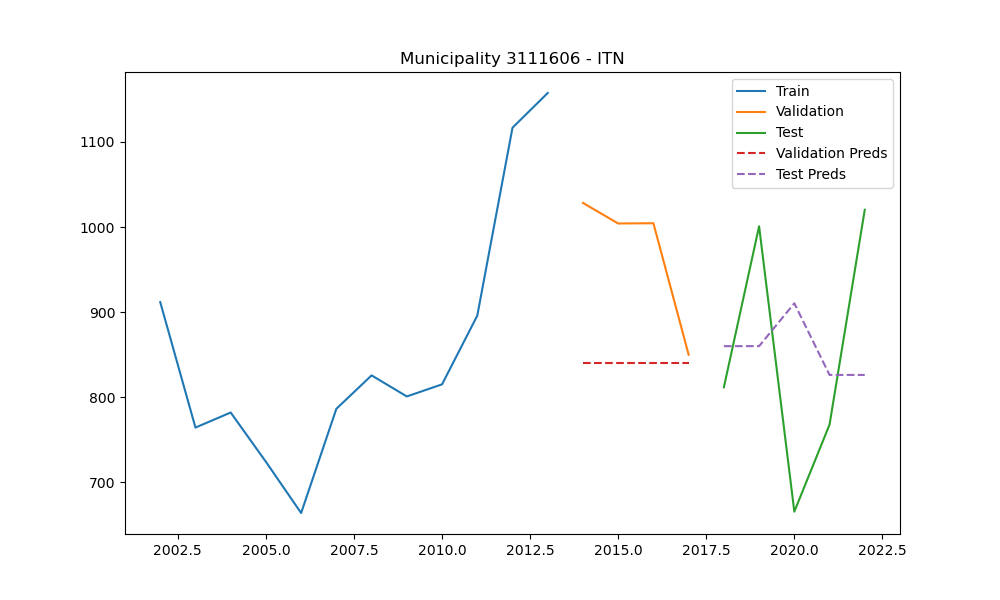 Municipality 3111606 - ITN
Train
Validation
Test
Validation Preds
Test Preds
1100
1000
900
800
700
2002.5 2005.0 2007.5 2010.0 2012.5 2015.0 2017.5 2020.0 2022.5